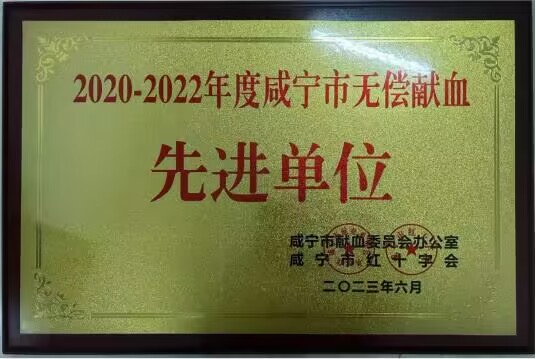 2020-2022年度咸宁市无偿献血
先进单位
咸宁市献血委员会办公室
咸宁市红十字会
二〇二三年六月